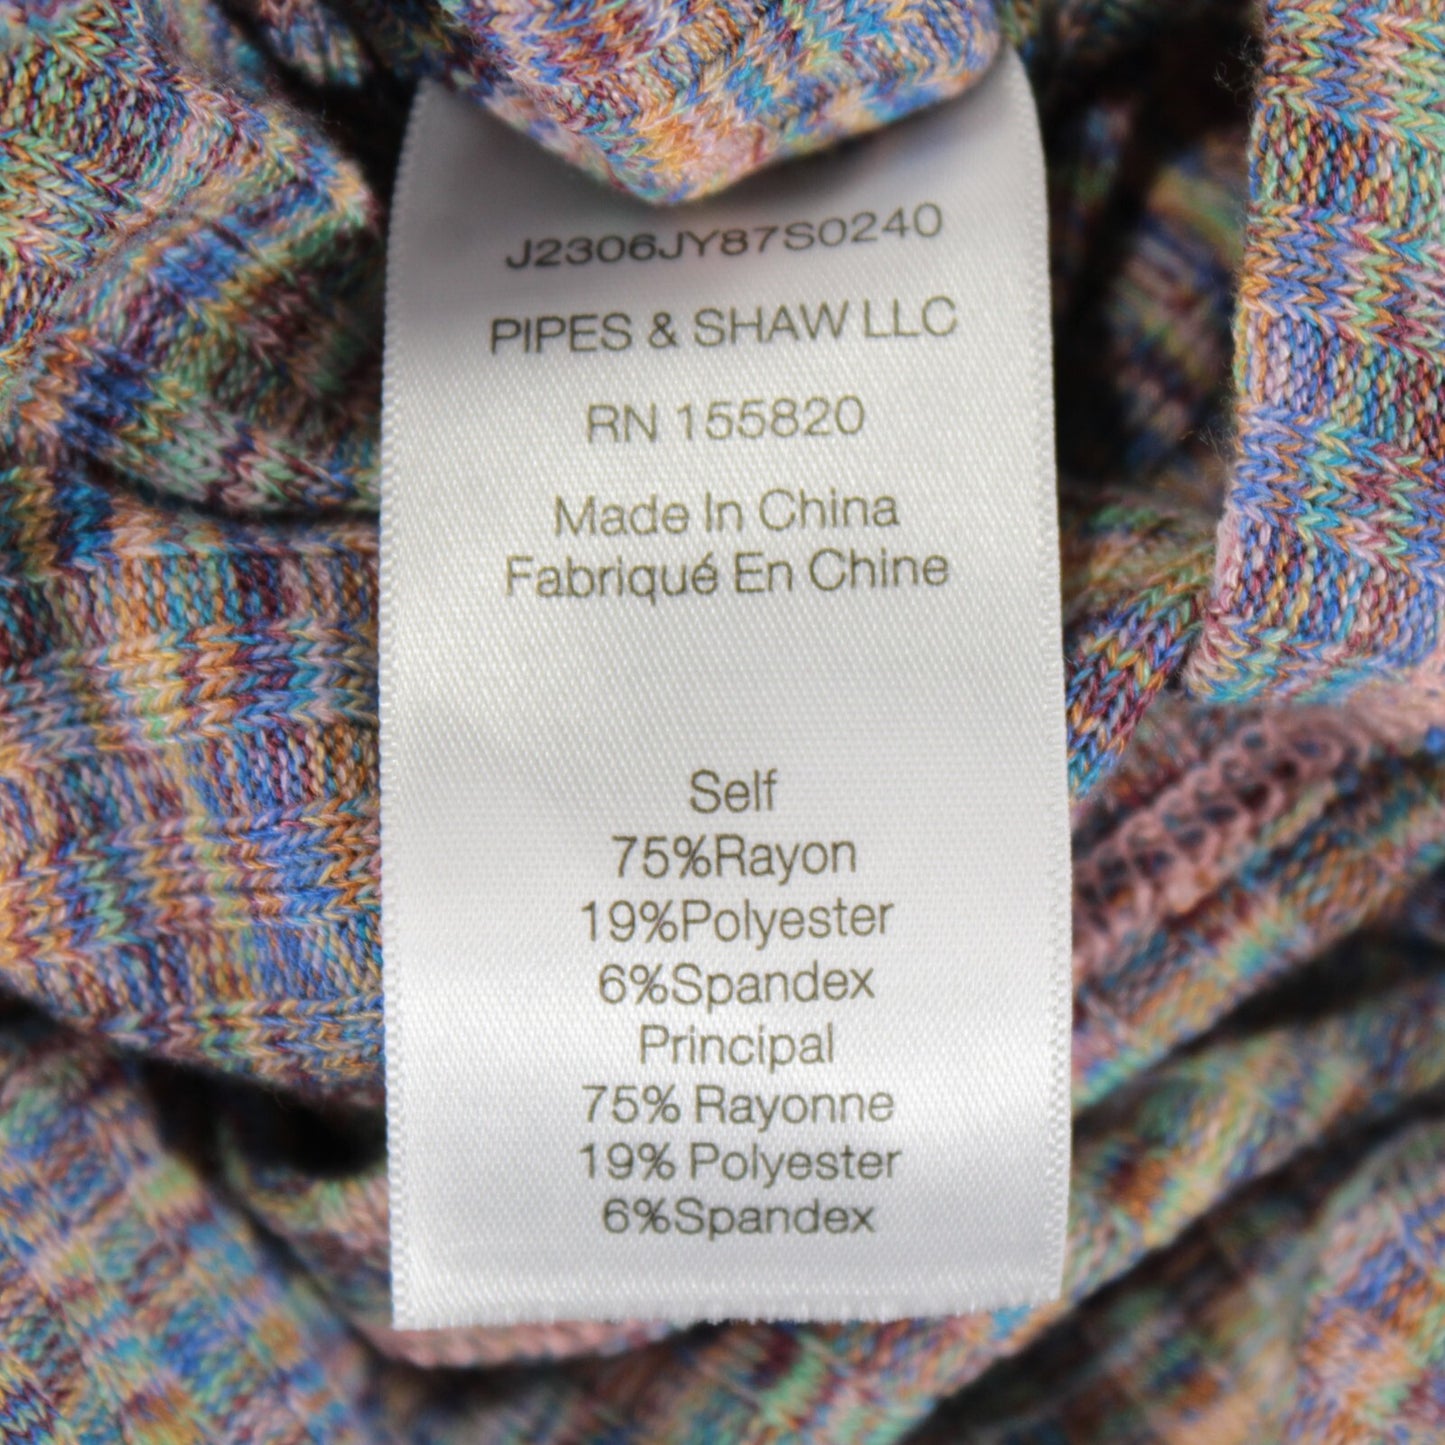 J2306JY87S0240
PIPES & SHAW LLC
RN 155820
Made In China
Fabriqué En Chine
Self
75%Rayon
19%Polyester
6%Spandex
Principal
75% Rayonne
19% Polyester
6%Spandex